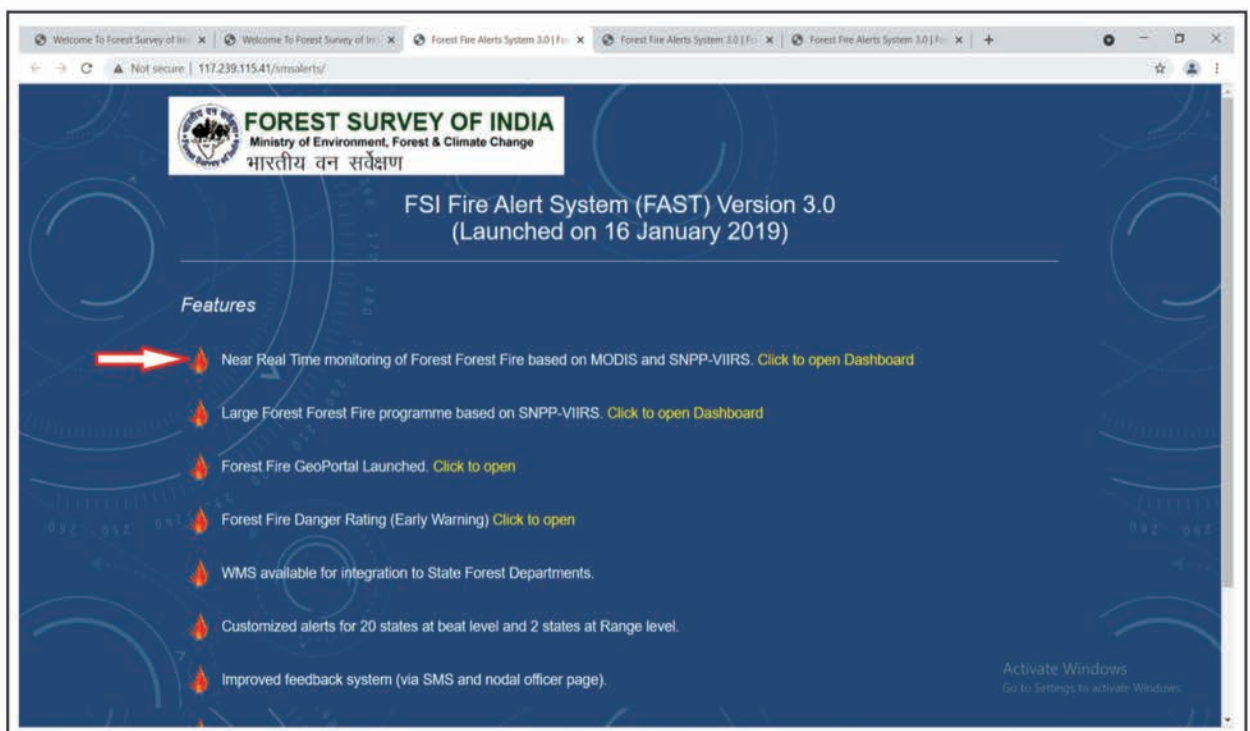 Welcome To Forest Survey of In
Welcome To Forest Survey of In
Forest Fire Alerts System 3.0 | Fo
Forest Fire Alerts System 3.0 | Fo
Forest Fire Alerts System 3.0 | Fo
Not secure | 117.239.115.41/smsalerts/
FOREST SURVEY OF INDIA
Ministry of Environment, Forest & Climate Change
भारतीय वन सर्वेक्षण
FSI Fire Alert System (FAST) Version 3.0
(Launched on 16 January 2019)
Features
Near Real Time monitoring of Forest Forest Fire based on MODIS and SNPP-VIIRS. Click to open Dashboard
Large Forest Forest Fire programme based on SNPP-VIIRS. Click to open Dashboard
Forest Fire GeoPortal Launched. Click to open
Forest Fire Danger Rating (Early Warning) Click to open
WMS available for integration to State Forest Departments.
Customized alerts for 20 states at beat level and 2 states at Range level.
Improved feedback system (via SMS and nodal officer page).
Activate Windows
Go to Settings to activate Windows.